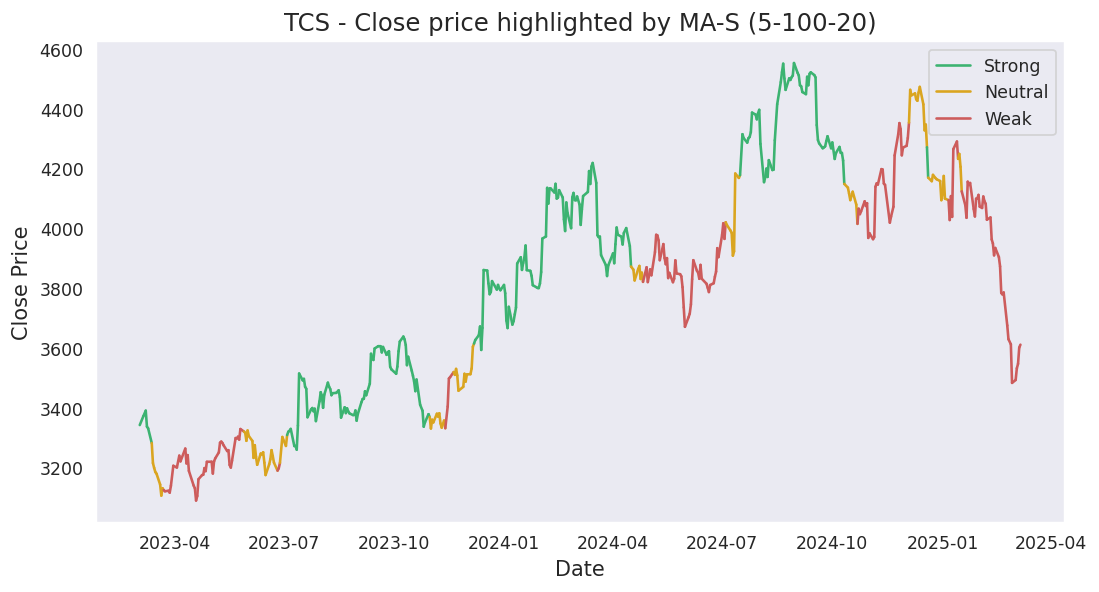 TCS - Close price highlighted by MA-S (5-100-20)
Strong
Neutral
Weak
Close Price
4600
4400
4200
4000
3800
3600
3400
3200
2023-04 2023-07 2023-10 2024-01 2024-04 2024-07 2024-10 2025-01 2025-04
Date